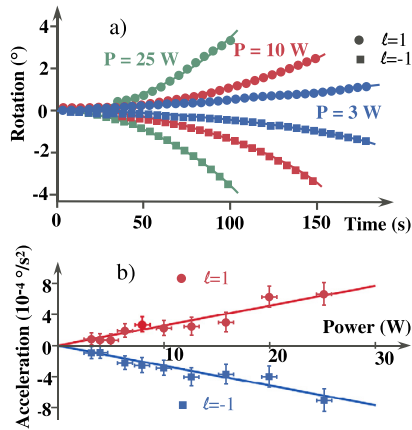 a)
Rotation (°)
4
2
0
-2
-4
P = 25 W
P = 10 W
P = 3 W
ℓ=1
ℓ=-1
0
50
100
150
Time (s)
b)
Acceleration (10⁻⁴ °/s²)
8
4
0
-4
-8
ℓ=1
ℓ=-1
Power (W)
10
20
30